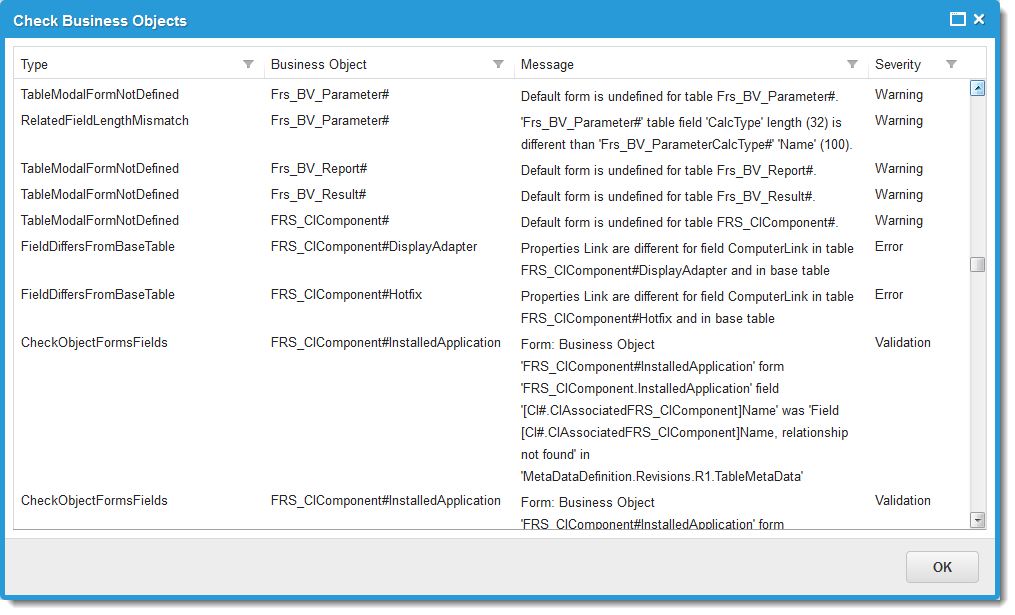 Check Business Objects
Type Business Object Message Severity
TableModalFormNotDefined Frs_BV_Parameter# Default form is undefined for table Frs_BV_Parameter#. Warning
RelatedFieldLengthMismatch Frs_BV_Parameter# 'Frs_BV_Parameter#' table field 'CalcType' length (32) is Warning
different than 'Frs_BV_ParameterCalcType#' 'Name' (100).
TableModalFormNotDefined Frs_BV_Report# Default form is undefined for table Frs_BV_Report#. Warning
TableModalFormNotDefined Frs_BV_Result# Default form is undefined for table Frs_BV_Result#. Warning
TableModalFormNotDefined FRS_CIComponent# Default form is undefined for table FRS_CIComponent#. Warning
FieldDiffersFromBaseTable FRS_CIComponent#DisplayAdapter Properties Link are different for field ComputerLink in table Error
FRS_CIComponent#DisplayAdapter and in base table
FieldDiffersFromBaseTable FRS_CIComponent#Hotfix Properties Link are different for field ComputerLink in table Error
FRS_CIComponent#Hotfix and in base table
CheckObjectFormsFields FRS_CIComponent#InstalledApplication Form: Business Object Validation
'FRS_CIComponent#InstalledApplication' form
'FRS_CIComponent.InstalledApplication' field
'[CI#.CIAssociatedFRS_CIComponent]Name' was 'Field
[CI#.CIAssociatedFRS_CIComponent]Name, relationship
not found' in
'MetaDataDefinition.Revisions.R1.TableMetaData'
CheckObjectFormsFields FRS_CIComponent#InstalledApplication Form: Business Object Validation
'FRS_CIComponent#InstalledApplication' form
OK